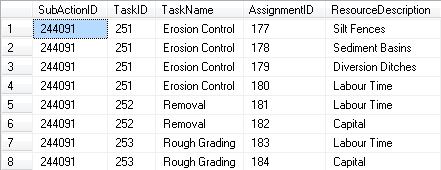 SubActionID TaskID TaskName AssignmentID ResourceDescription
1 244091 251 Erosion Control 177 Silt Fences
2 244091 251 Erosion Control 178 Sediment Basins
3 244091 251 Erosion Control 179 Diversion Ditches
4 244091 251 Erosion Control 180 Labour Time
5 244091 252 Removal 181 Labour Time
6 244091 252 Removal 182 Capital
7 244091 253 Rough Grading 183 Labour Time
8 244091 253 Rough Grading 184 Capital